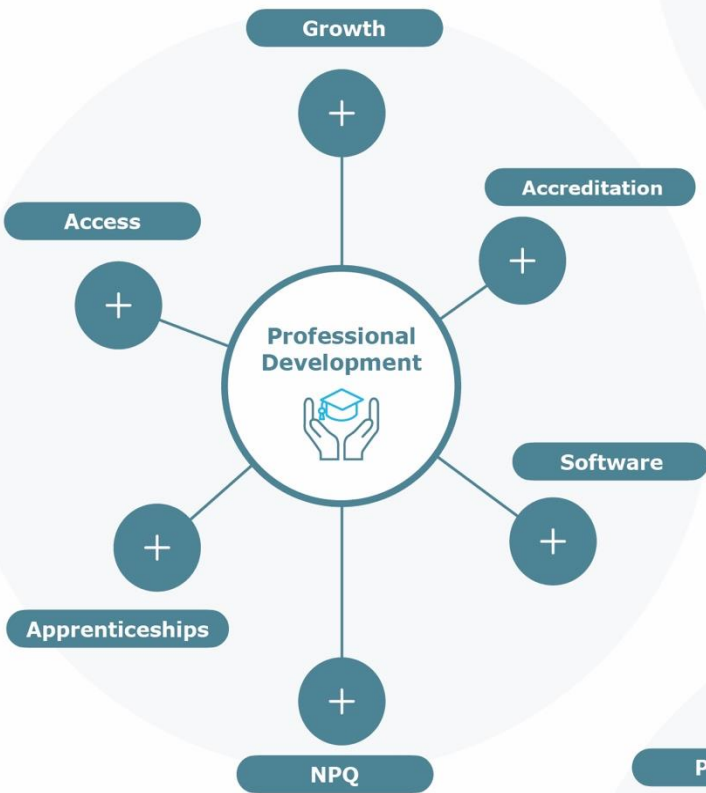 Growth
Accreditation
Access
Professional
Development
Software
Apprenticeships
NPQ